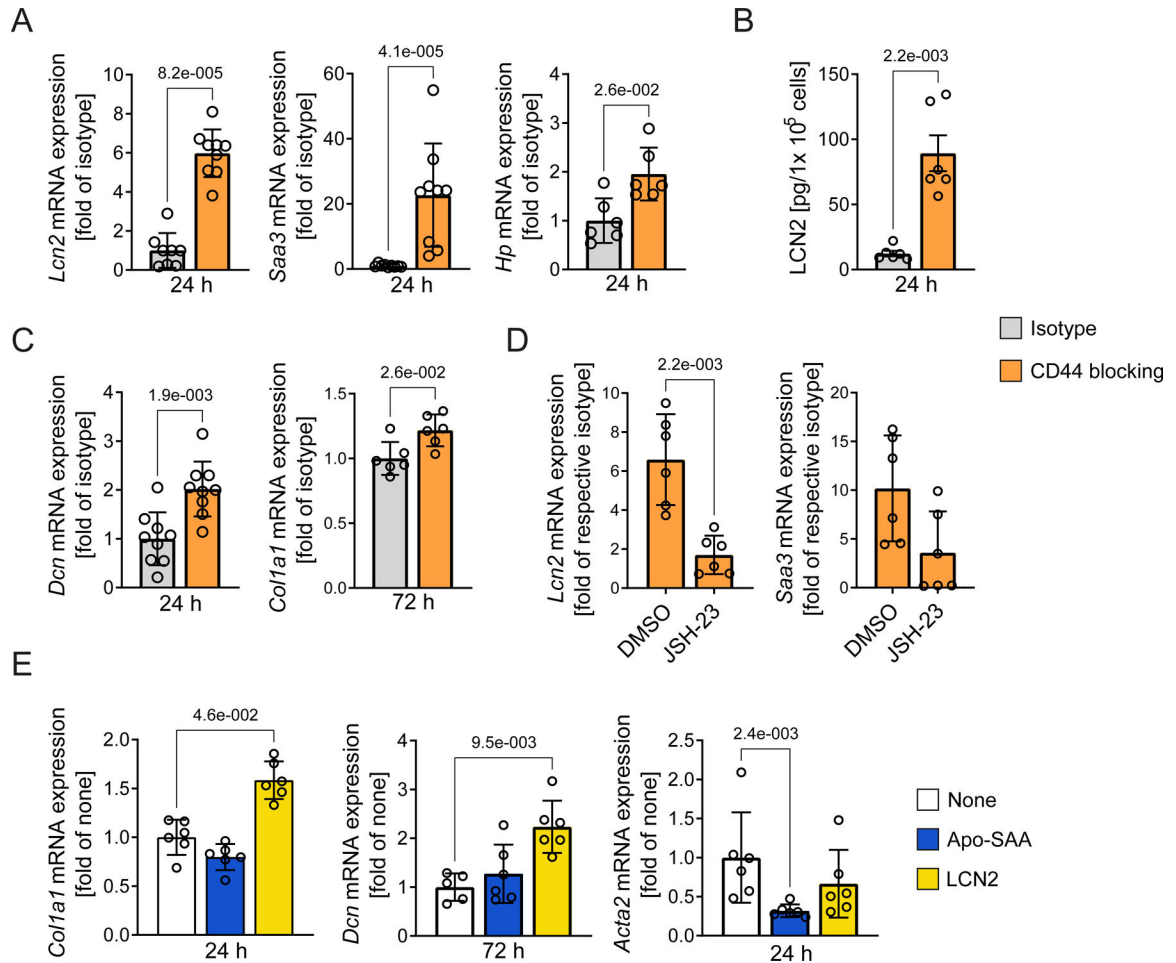 A
Lcn2 mRNA expression
[fold of isotype]
10
8
6
4
2
0
8.2e-005
24 h
Saa3 mRNA expression
[fold of isotype]
60
40
20
0
4.1e-005
24 h
Hp mRNA expression
[fold of isotype]
4
3
2
1
0
2.6e-002
24 h
B
LCN2 [pg/1x 10⁵ cells]
150
100
50
0
2.2e-003
24 h
Isotype
CD44 blocking
C
Dcn mRNA expression
[fold of isotype]
4
3
2
1
0
1.9e-003
24 h
Col1a1 mRNA expression
[fold of isotype]
1.5
1.0
0.5
0.0
2.6e-002
72 h
D
Lcn2 mRNA expression
[fold of respective isotype]
10
8
6
4
2
0
2.2e-003
DMSO
JSH-23
Saa3 mRNA expression
[fold of respective isotype]
20
15
10
5
0
DMSO
JSH-23
E
Col1a1 mRNA expression
[fold of none]
2.0
1.5
1.0
0.5
0.0
4.6e-002
24 h
Dcn mRNA expression
[fold of none]
4
3
2
1
0
9.5e-003
72 h
Acta2 mRNA expression
[fold of none]
2.5
2.0
1.5
1.0
0.5
0.0
2.4e-003
24 h
None
Apo-SAA
LCN2